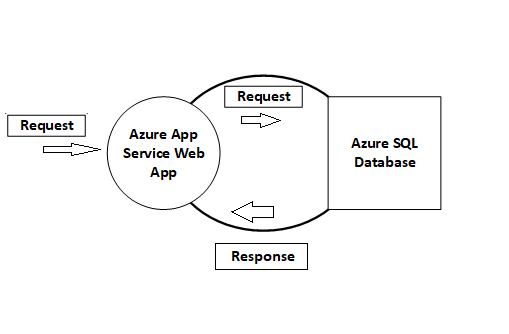 Request
Request
Azure App
Service Web
App
Azure SQL
Database
Response